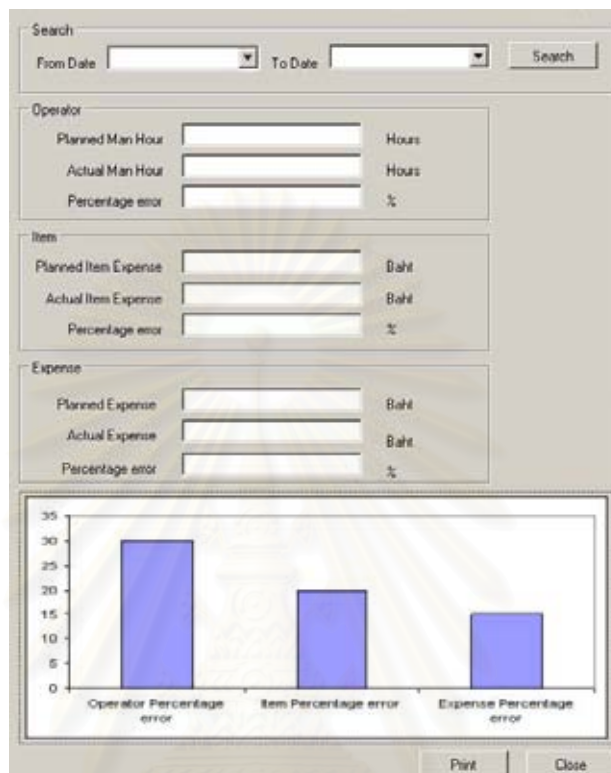 Search
From Date To Date Search
Operator
Planned Man Hour Hours
Actual Man Hour Hours
Percentage error %
Item
Planned Item Expense Baht
Actual Item Expense Baht
Percentage error %
Expense
Planned Expense Baht
Actual Expense Baht
Percentage error %
35
30
25
20
15
10
5
0
Operator Percentage error Item Percentage error Expense Percentage error
Print Close